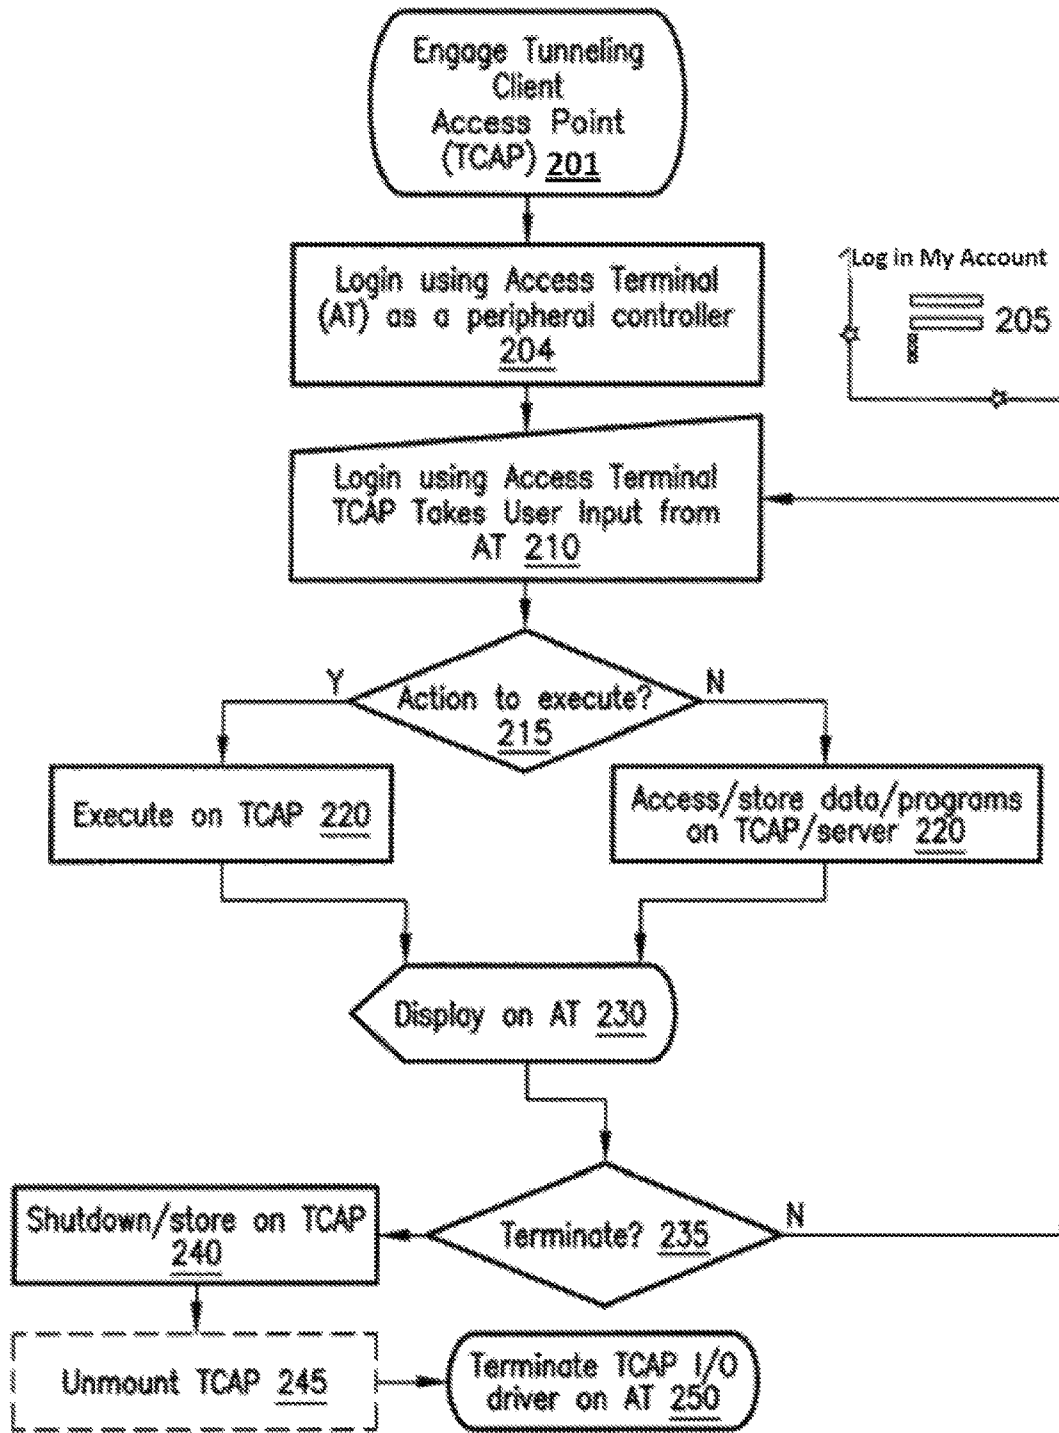 Engage Tunneling
Client
Access Point
(TCAP) 201
Login using Access Terminal
(AT) as a peripheral controller
204
Log in My Account
205
Login using Access Terminal
TCAP Takes User Input from
AT 210
Y
Action to execute?
215
N
Execute on TCAP 220
Access/store data/programs
on TCAP/server 220
Display on AT 230
Shutdown/store on TCAP
240
Terminate? 235
N
Unmount TCAP 245
Terminate TCAP I/O
driver on AT 250